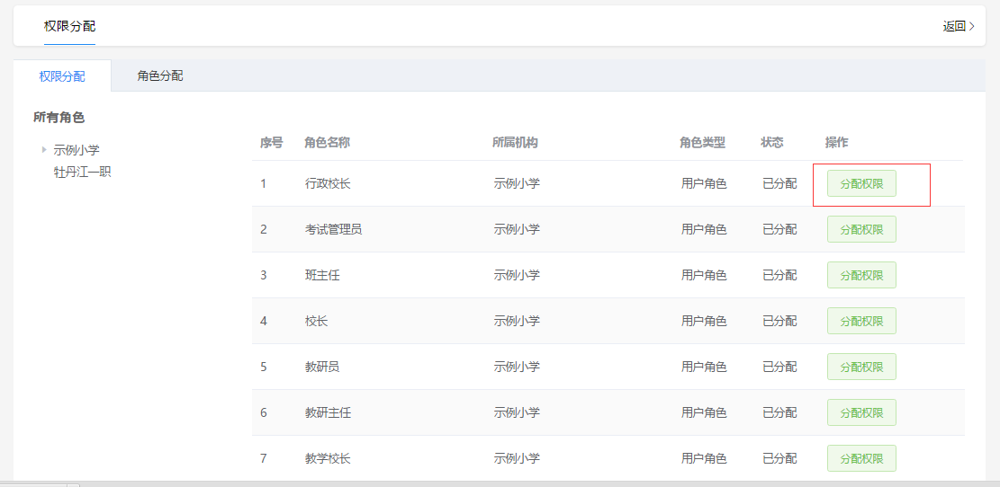 权限分配 返回
权限分配 角色分配
所有角色
示例小学
牡丹江一职
序号 角色名称 所属机构 角色类型 状态 操作
1 行政校长 示例小学 用户角色 已分配 分配权限
2 考试管理员 示例小学 用户角色 已分配 分配权限
3 班主任 示例小学 用户角色 已分配 分配权限
4 校长 示例小学 用户角色 已分配 分配权限
5 教研员 示例小学 用户角色 已分配 分配权限
6 教研主任 示例小学 用户角色 已分配 分配权限
7 教学校长 示例小学 用户角色 已分配 分配权限